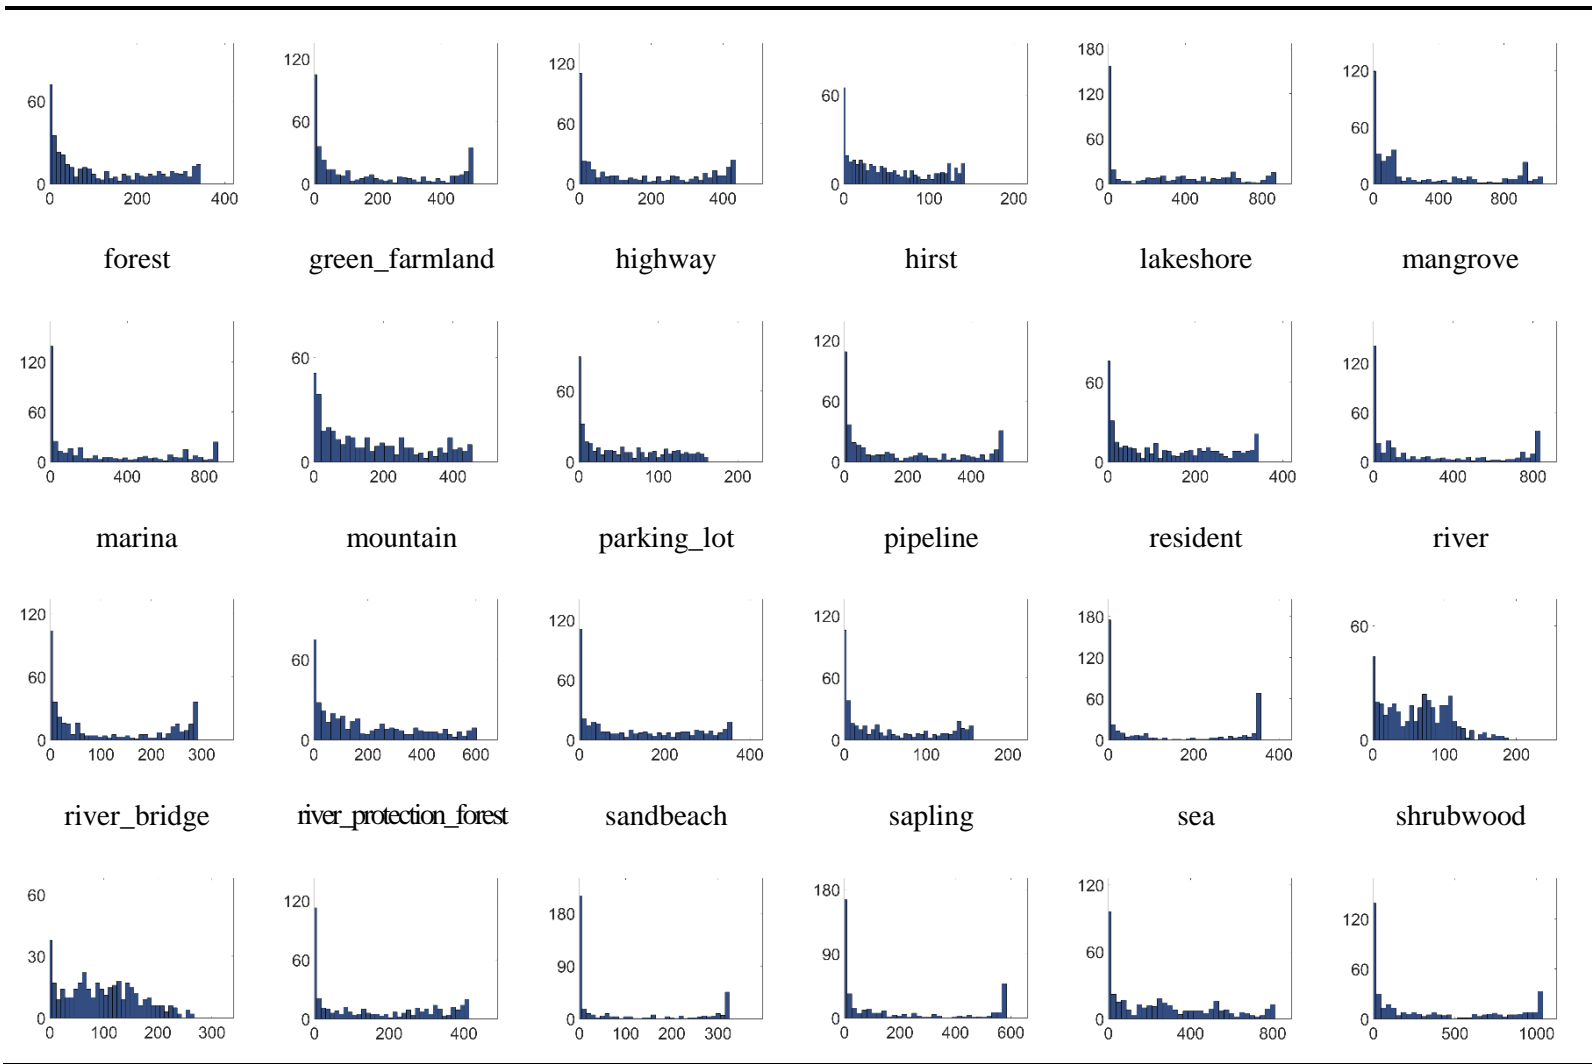 120 120 180 120
60 60 60 60 120 60
60
0 0 0 0 0 0
0 200 400 0 200 400 0 200 400 0 100 200 0 400 800 0 400 800
forest green_farmland highway hirst lakeshore mangrove
120 60 120 120
60 60 60 60 60
0 0 0 0 0 0
0 400 800 0 200 400 0 100 200 0 200 400 0 200 400 0 400 800
marina mountain parking_lot pipeline resident river
120 120 120 180 60
60 60 60 60 120
60
0 0 0 0 0 0
0 100 200 300 0 200 400 600 0 200 400 0 100 200 0 200 400 0 100 200
river_bridge river_protection_forest sandbeach sapling sea shrubwood
60 120 180 180 120 120
30 60 90 90 60 60
0 0 0 0 0 0
0 100 200 300 0 200 400 0 100 200 300 0 200 400 600 0 400 800 0 500 1000